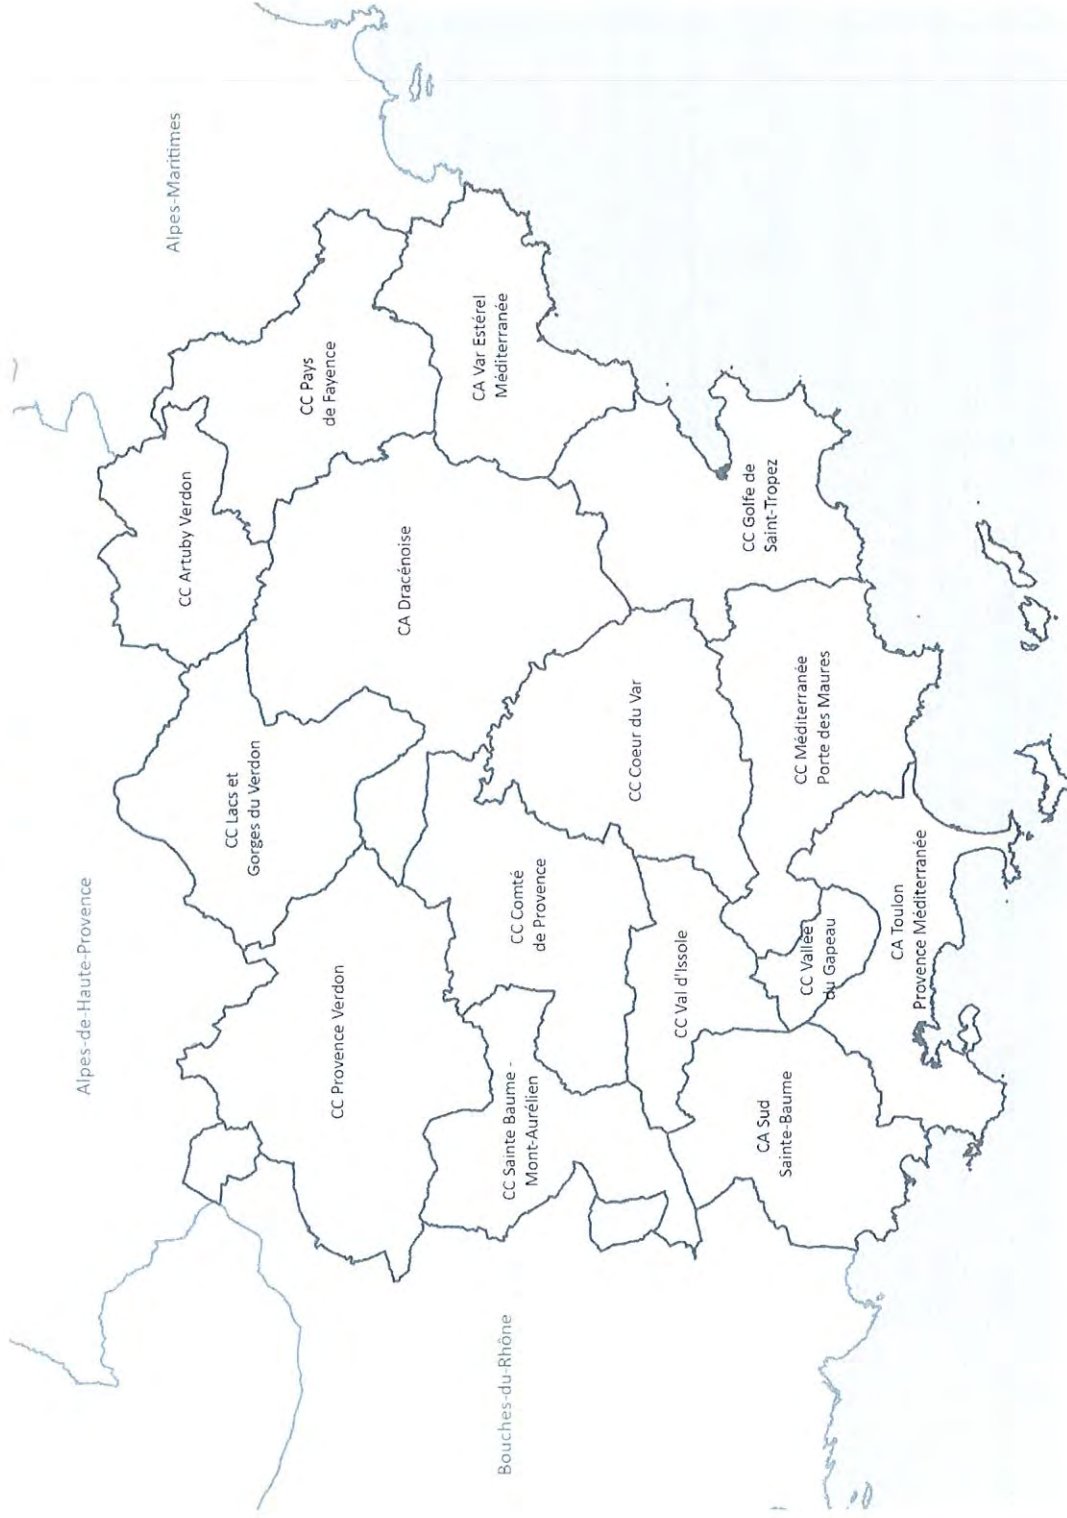 Alpes-de-Haute-Provence
Alpes-Maritimes
Bouches-du-Rhône
CC Artuby Verdon
CC Lacs et
Gorges du Verdon
CC Pays
de Fayence
CC Provence Verdon
CA Dracénoise
CA Var Estérel
Méditerranée
CC Sainte Baume -
Mont-Aurélien
CC Comté
de Provence
CC Coeur du Var
CC Val d'Issole
CC Golfe de
Saint-Tropez
CA Sud
Sainte-Baume
CC Vallée
du Gapeau
CC Méditerranée
Porte des Maures
CA Toulon
Provence Méditerranée